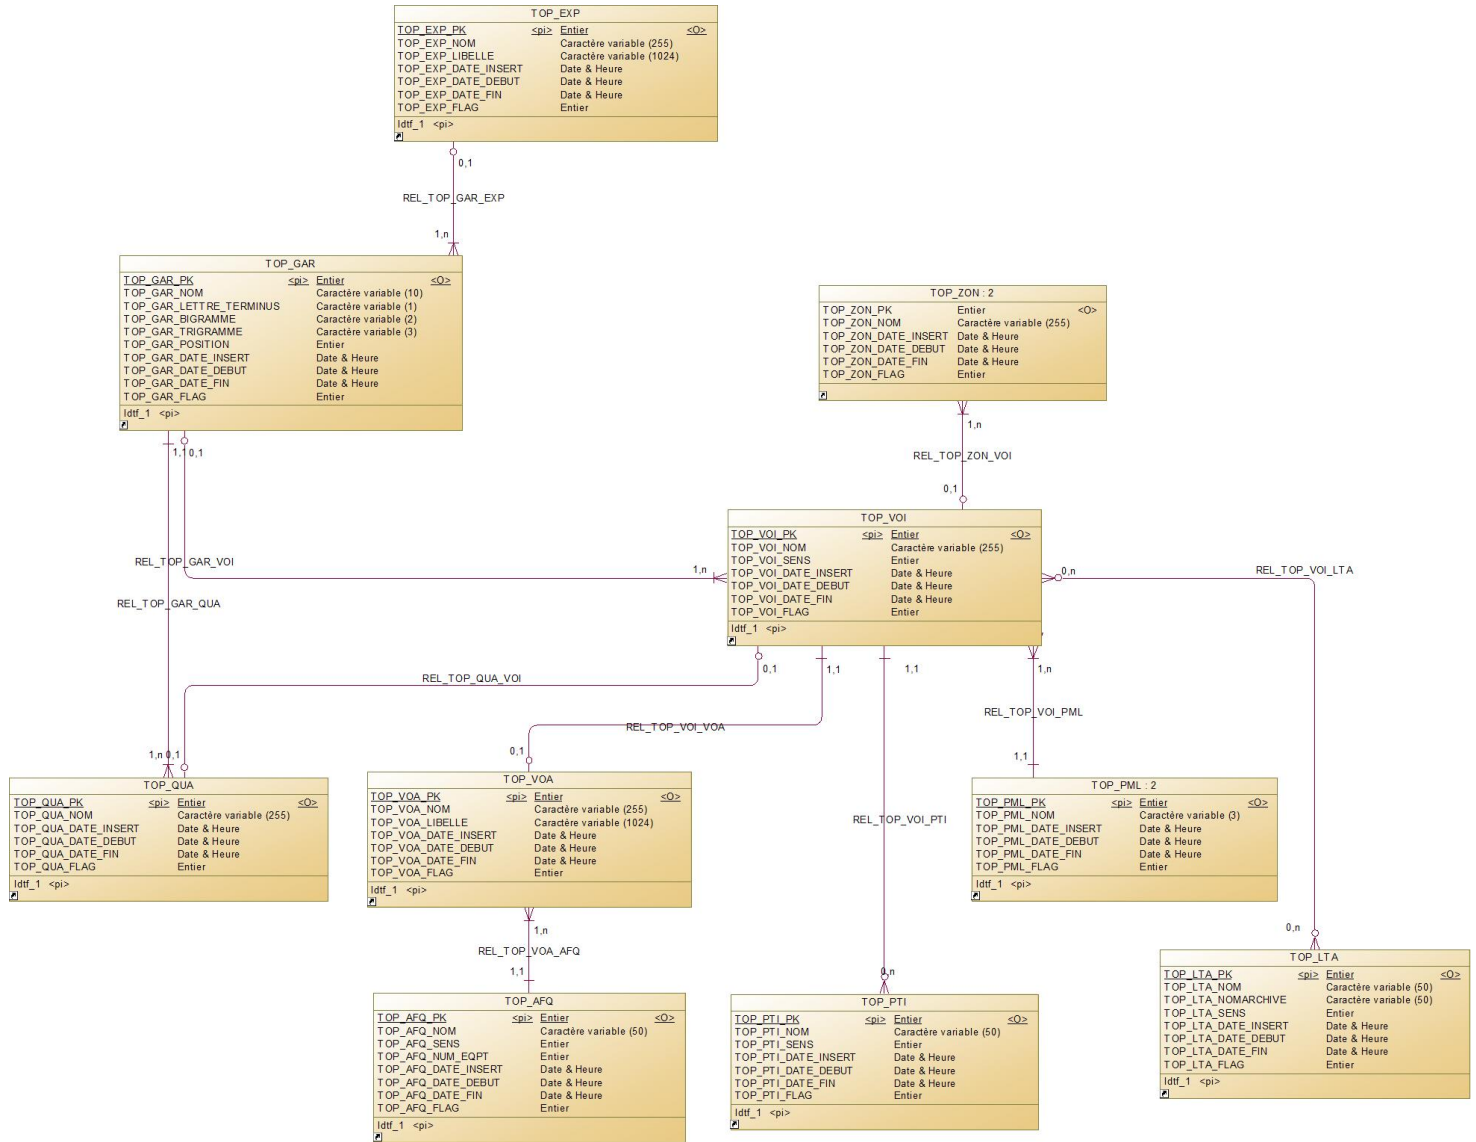 TOP_EXP
TOP_EXP_PK <pi> Entier <O>
TOP_EXP_NOM Caractère variable (255)
TOP_EXP_LIBELLE Caractère variable (1024)
TOP_EXP_DATE_INSERT Date & Heure
TOP_EXP_DATE_DEBUT Date & Heure
TOP_EXP_DATE_FIN Date & Heure
TOP_EXP_FLAG Entier
Idtf_1 <pi>
0,1
REL_TOP_GAR_EXP
1,n
TOP_GAR
TOP_GAR_PK <pi> Entier <O>
TOP_GAR_NOM Caractère variable (10)
TOP_GAR_LETTRE_TERMINUS Caractère variable (1)
TOP_GAR_BIGRAMME Caractère variable (2)
TOP_GAR_TRIGRAMME Caractère variable (3)
TOP_GAR_POSITION Entier
TOP_GAR_DATE_INSERT Date & Heure
TOP_GAR_DATE_DEBUT Date & Heure
TOP_GAR_DATE_FIN Date & Heure
TOP_GAR_FLAG Entier
Idtf_1 <pi>
1,1 0,1
TOP_ZON : 2
TOP_ZON_PK Entier <O>
TOP_ZON_NOM Caractère variable (255)
TOP_ZON_DATE_INSERT Date & Heure
TOP_ZON_DATE_DEBUT Date & Heure
TOP_ZON_DATE_FIN Date & Heure
TOP_ZON_FLAG Entier
1,n
REL_TOP_ZON_VOI
0,1
TOP_VOI
TOP_VOI_PK <pi> Entier <O>
TOP_VOI_NOM Caractère variable (255)
TOP_VOI_SENS Entier
TOP_VOI_DATE_INSERT Date & Heure
TOP_VOI_DATE_DEBUT Date & Heure
TOP_VOI_DATE_FIN Date & Heure
TOP_VOI_FLAG Entier
Idtf_1 <pi>
REL_TOP_GAR_VOI
1,n
0,n
REL_TOP_VOI_LTA
REL_TOP_GAR_QUA
0,1
1,1
1,1
1,n
REL_TOP_QUA_VOI
REL_TOP_VOI_VOA
REL_TOP_VOI_PML
1,n 0,1
0,1
1,1
TOP_QUA
TOP_QUA_PK <pi> Entier <O>
TOP_QUA_NOM Caractère variable (255)
TOP_QUA_DATE_INSERT Date & Heure
TOP_QUA_DATE_DEBUT Date & Heure
TOP_QUA_DATE_FIN Date & Heure
TOP_QUA_FLAG Entier
Idtf_1 <pi>
TOP_VOA
TOP_VOA_PK <pi> Entier <O>
TOP_VOA_NOM Caractère variable (255)
TOP_VOA_LIBELLE Caractère variable (1024)
TOP_VOA_DATE_INSERT Date & Heure
TOP_VOA_DATE_DEBUT Date & Heure
TOP_VOA_DATE_FIN Date & Heure
TOP_VOA_FLAG Entier
Idtf_1 <pi>
REL_TOP_VOI_PTI
TOP_PML : 2
TOP_PML_PK <pi> Entier <O>
TOP_PML_NOM Caractère variable (3)
TOP_PML_DATE_INSERT Date & Heure
TOP_PML_DATE_DEBUT Date & Heure
TOP_PML_DATE_FIN Date & Heure
TOP_PML_FLAG Entier
Idtf_1 <pi>
1,n
REL_TOP_VOA_AFQ
1,1
0,n
0,n
TOP_AFQ
TOP_AFQ_PK <pi> Entier <O>
TOP_AFQ_NOM Caractère variable (50)
TOP_AFQ_SENS Entier
TOP_AFQ_NUM_EQPT Entier
TOP_AFQ_DATE_INSERT Date & Heure
TOP_AFQ_DATE_DEBUT Date & Heure
TOP_AFQ_DATE_FIN Date & Heure
TOP_AFQ_FLAG Entier
Idtf_1 <pi>
TOP_PTI
TOP_PTI_PK <pi> Entier <O>
TOP_PTI_NOM Caractère variable (50)
TOP_PTI_SENS Entier
TOP_PTI_DATE_INSERT Date & Heure
TOP_PTI_DATE_DEBUT Date & Heure
TOP_PTI_DATE_FIN Date & Heure
TOP_PTI_FLAG Entier
Idtf_1 <pi>
TOP_LTA
TOP_LTA_PK <pi> Entier <O>
TOP_LTA_NOM Caractère variable (50)
TOP_LTA_NOMARCHIVE Caractère variable (50)
TOP_LTA_SENS Entier
TOP_LTA_DATE_INSERT Date & Heure
TOP_LTA_DATE_DEBUT Date & Heure
TOP_LTA_DATE_FIN Date & Heure
TOP_LTA_FLAG Entier
Idtf_1 <pi>